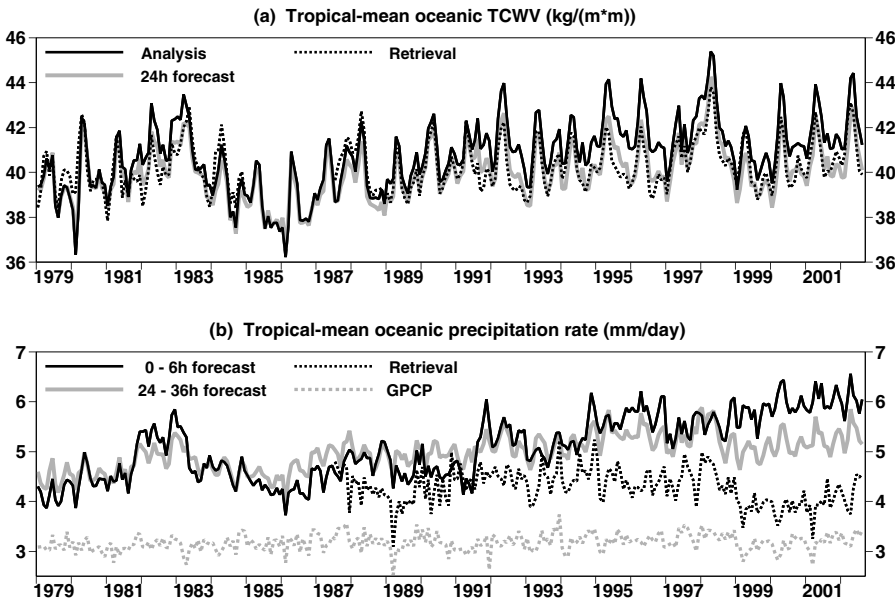 (a) Tropical-mean oceanic TCWV (kg/(m*m))
46 46
Analysis Retrieval
44 24h forecast 44
42 42
40 40
38 38
36 36
1979 1981 1983 1985 1987 1989 1991 1993 1995 1997 1999 2001
(b) Tropical-mean oceanic precipitation rate (mm/day)
7 7
0 - 6h forecast Retrieval
24 - 36h forecast GPCP
6 6
5 5
4 4
3 3
1979 1981 1983 1985 1987 1989 1991 1993 1995 1997 1999 2001